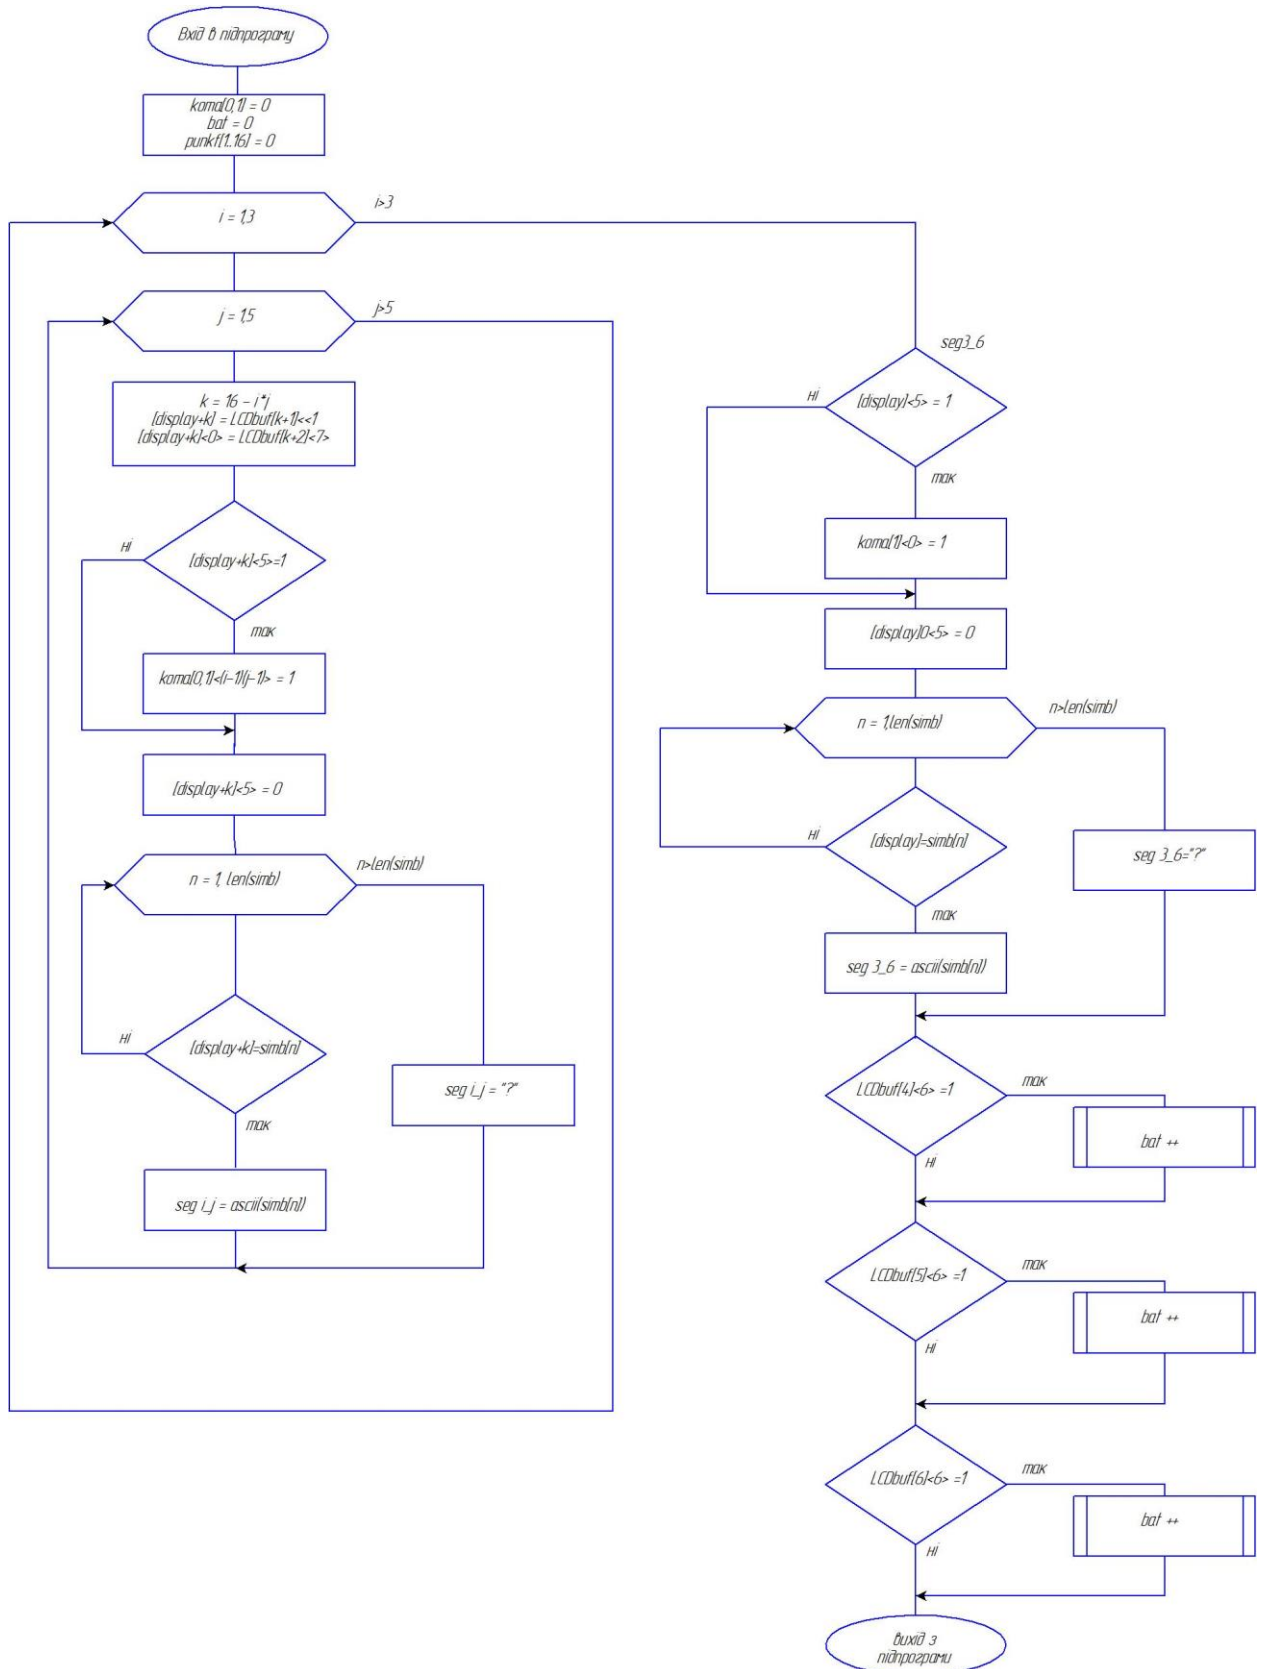 Вхід в підпрограму
koma[0,1] = 0
bat = 0
punkt[1..16] = 0
i = 1,3
i>3
j = 1,5
j>5
k = 16 - i*j
[display+k] = LCDbuf[k+1]<<1
[display+k]<0> = LCDbuf[k+2]<7>
ні
[display+k]<5>=1
так
koma[0,1]<(i-1)(j-1)> = 1
[display+k]<5> = 0
n = 1, len(simb)
n>len(simb)
ні
[display+k]=simb[n]
так
seg i_j = "?"
seg i_j = ascii(simb[n])
seg3_6
ні
[display]<5> = 1
так
koma[1]<0> = 1
[display]0<5> = 0
n = 1,len(simb)
n>len(simb)
ні
[display]=simb[n]
так
seg 3_6="?"
seg 3_6 = ascii(simb[n])
LCDbuf[4]<6> =1
так
bat ++
ні
LCDbuf[5]<6> =1
так
bat ++
ні
LCDbuf[6]<6> =1
так
bat ++
ні
вихід з
підпрограми